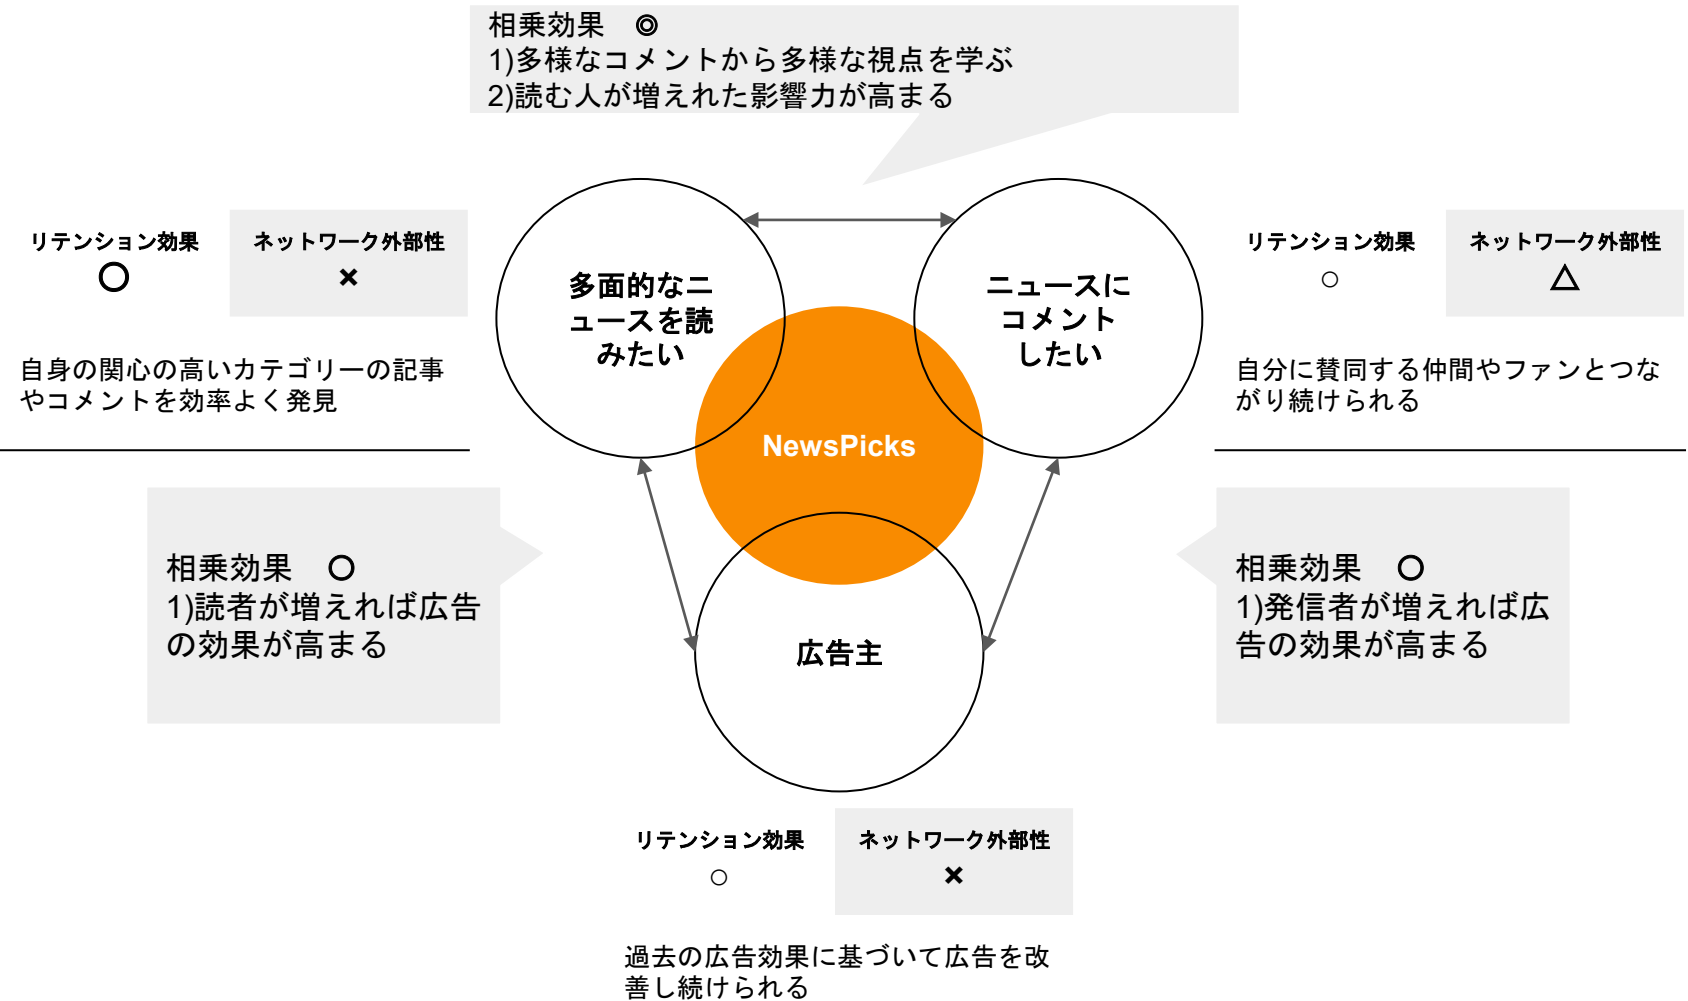 相乗効果　◎
1)多様なコメントから多様な視点を学ぶ
2)読む人が増えれた影響力が高まる
リテンション効果
○
ネットワーク外部性
×
自身の関心の高いカテゴリーの記事
やコメントを効率よく発見
多面的なニ
ュースを読
みたい
ニュースに
コメント
したい
リテンション効果
○
ネットワーク外部性
△
自分に賛同する仲間やファンとつな
がり続けられる
NewsPicks
相乗効果　○
1)読者が増えれば広告
の効果が高まる
相乗効果　○
1)発信者が増えれば広
告の効果が高まる
広告主
リテンション効果
○
ネットワーク外部性
×
過去の広告効果に基づいて広告を改
善し続けられる